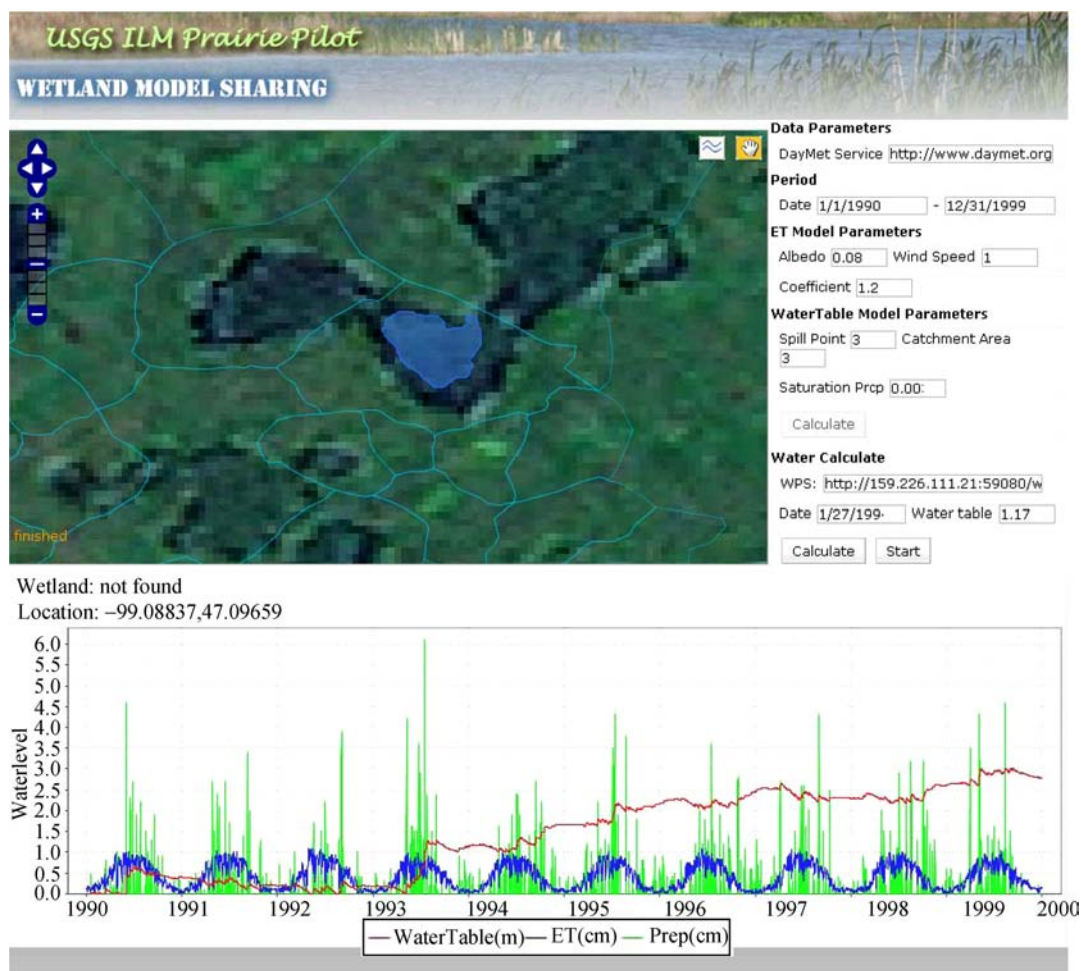 USGS ILM Prairie Pilot
WETLAND MODEL SHARING
Data Parameters
DayMet Service http://www.daymet.org
Period
Date 1/1/1990 - 12/31/1999
ET Model Parameters
Albedo 0.08 Wind Speed 1
Coefficient 1.2
WaterTable Model Parameters
Spill Point 3 Catchment Area
3
Saturation Prcp 0.00
Calculate
Water Calculate
WPS: http://159.226.111.21:59080/w
Date 1/27/199 Water table 1.17
Calculate Start
finished
Wetland: not found
Location: −99.08837,47.09659
Waterlevel
6.0
5.5
5.0
4.5
4.0
3.5
3.0
2.5
2.0
1.5
1.0
0.5
0.0
1990 1991 1992 1993 1994 1995 1996 1997 1998 1999 2000
WaterTable(m) ET(cm) Prep(cm)